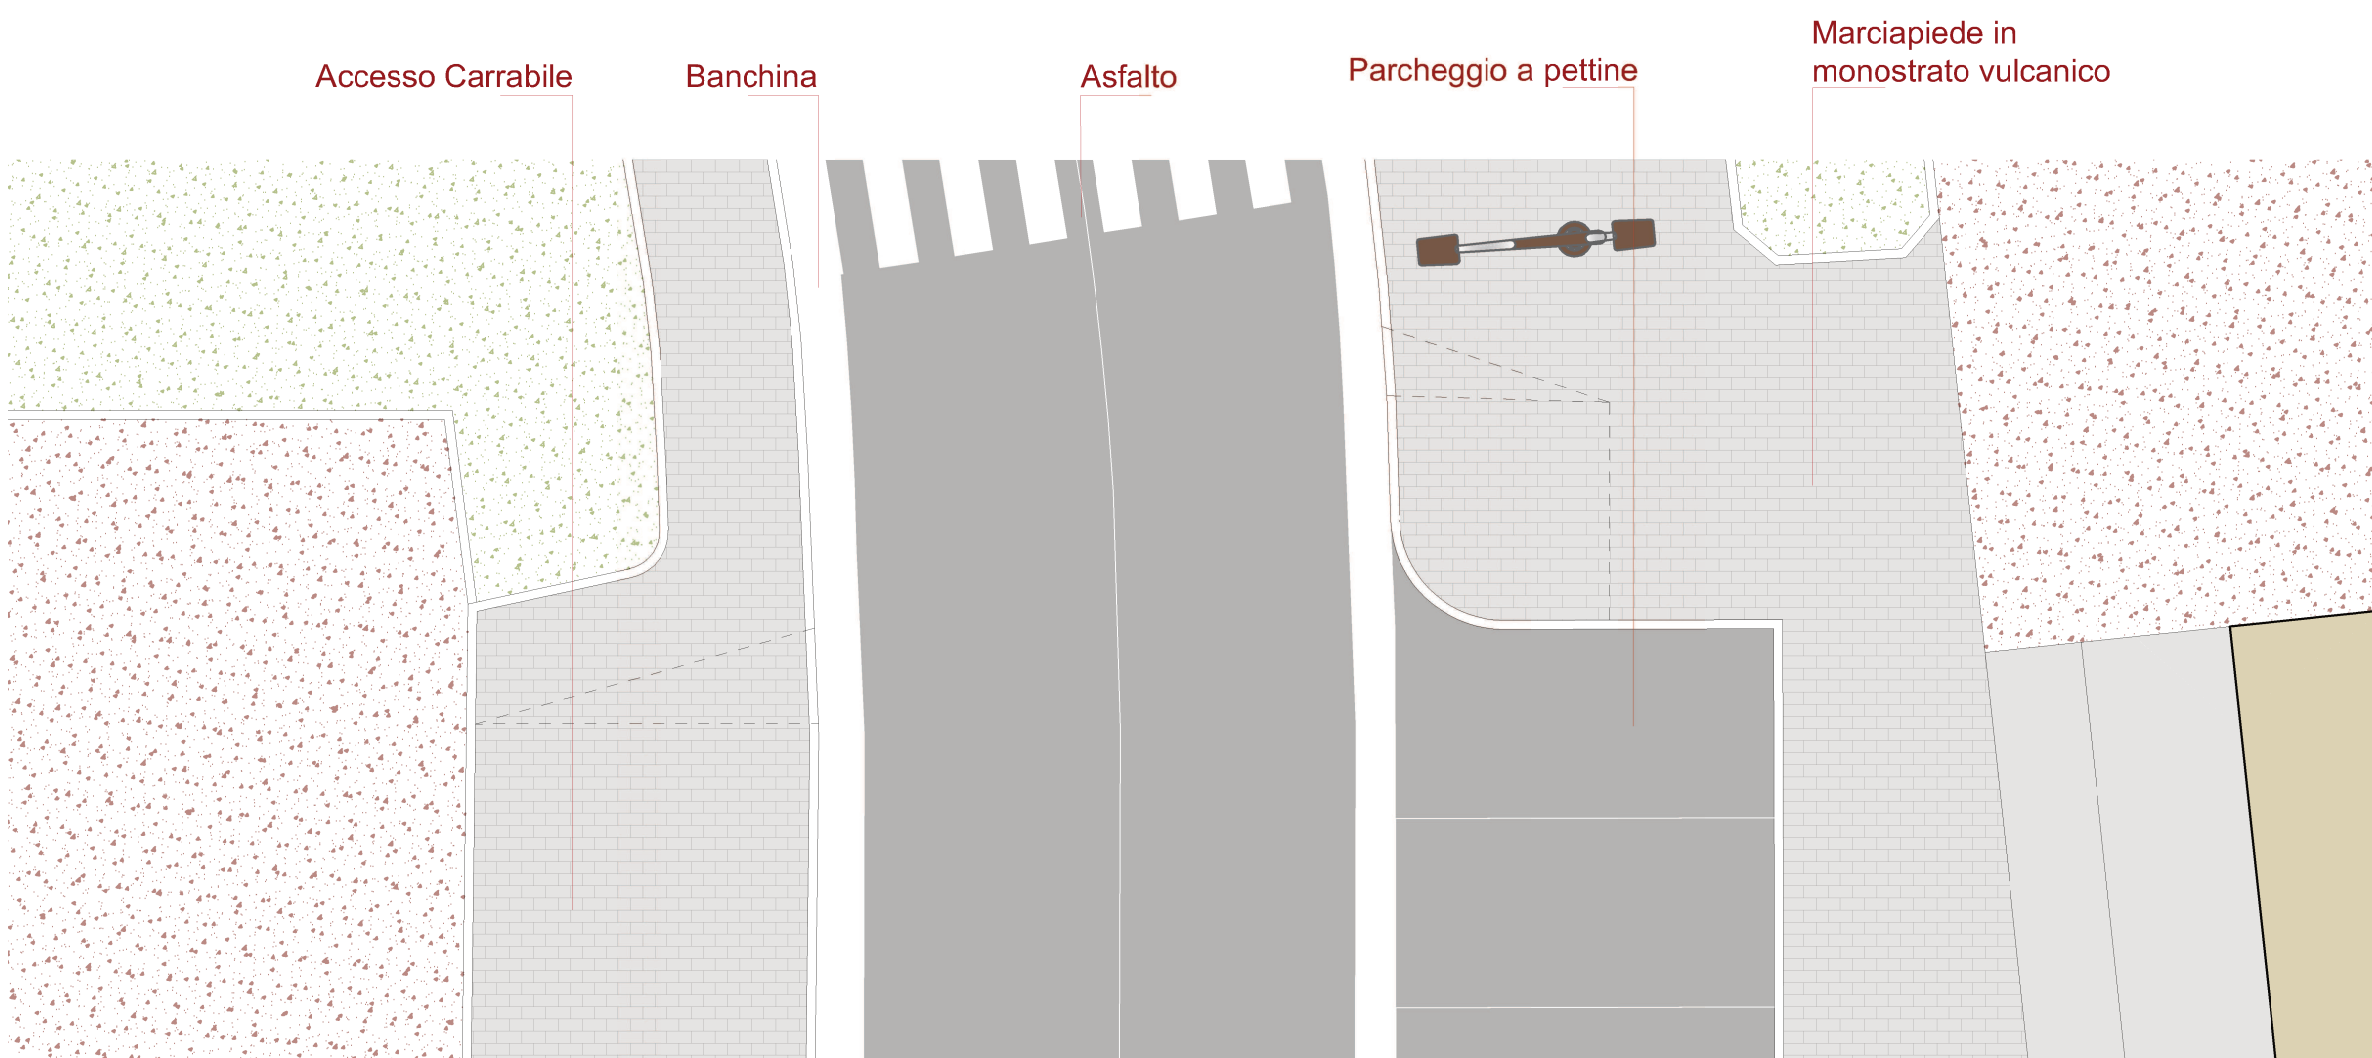 Accesso Carrabile
Banchina
Asfalto
Parcheggio a pettine
Marciapiede in
monostrato vulcanico